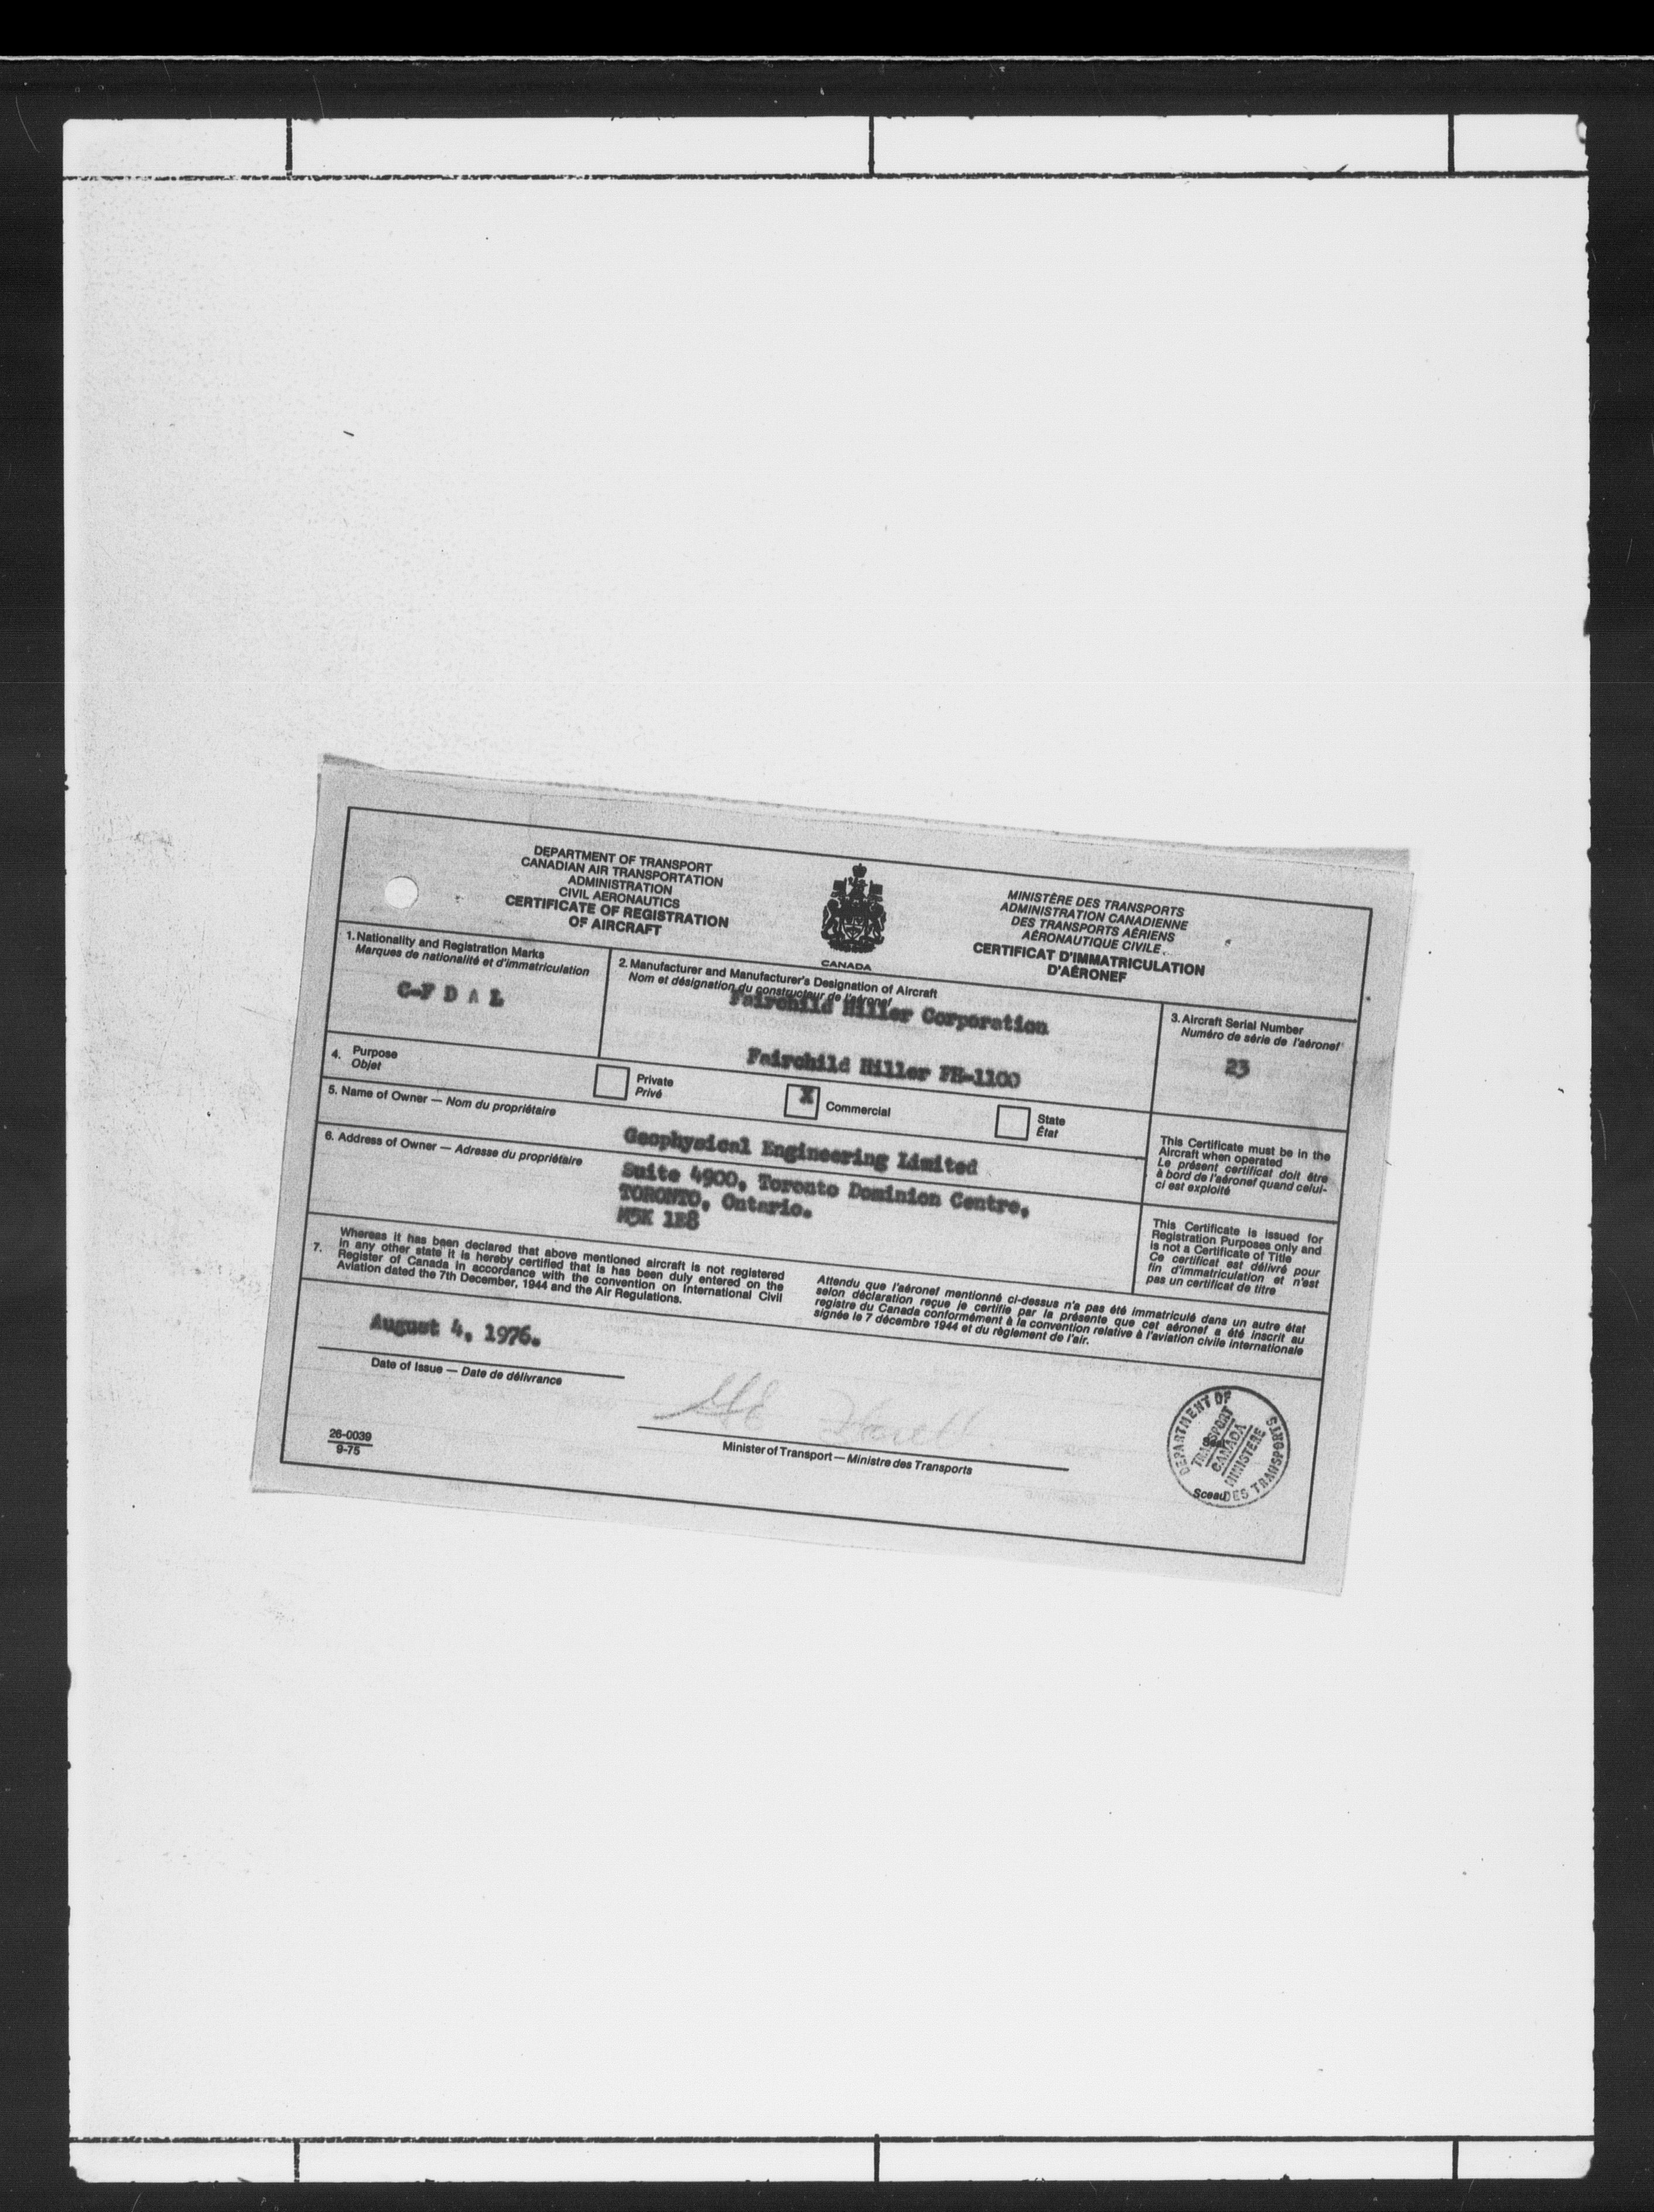 DEPARTMENT OF TRANSPORT
CANADIAN AIR TRANSPORTATION
ADMINISTRATION
CIVIL AERONAUTICS
CERTIFICATE OF REGISTRATION
OF AIRCRAFT
CANADA
MINISTÈRE DES TRANSPORTS
ADMINISTRATION CANADIENNE
DES TRANSPORTS AÉRIENS
AÉRONAUTIQUE CIVILE
CERTIFICAT D'IMMATRICULATION
D'AÉRONEF
1. Nationality and Registration Marks
Marques de nationalité et d'immatriculation
C-F D A L
2. Manufacturer and Manufacturer's Designation of Aircraft
Nom et désignation du constructeur de l'aéronef
Fairchild Hiller Corporation
Fairchild Hiller FH-1100
3. Aircraft Serial Number
Numéro de série de l'aéronef
23
4. Purpose
Objet
Private
Privé
X Commercial
State
État
5. Name of Owner — Nom du propriétaire
Geophysical Engineering Limited
This Certificate must be in the
Aircraft when operated
Le présent certificat doit être
à bord de l'aéronef quand celui-
ci est exploité
6. Address of Owner — Adresse du propriétaire
Suite 4900, Toronto Dominion Centre,
TORONTO, Ontario.
M5K 1E8
This Certificate is issued for
Registration Purposes only and
is not a Certificate of Title
Ce certificat est délivré pour
fin d'immatriculation et n'est
pas un certificat de titre
7. Whereas it has been declared that above mentioned aircraft is not registered
in any other state it is hereby certified that is has been duly entered on the
Register of Canada in accordance with the convention on International Civil
Aviation dated the 7th December, 1944 and the Air Regulations.
Attendu que l'aéronef mentionné ci-dessus n'a pas été immatriculé dans un autre état
selon déclaration reçue je certifie par la présente que cet aéronef a été inscrit au
registre du Canada conformément à la convention relative à l'aviation civile internationale
signée le 7 décembre 1944 et du règlement de l'air.
August 4, 1976.
Date of Issue — Date de délivrance
Minister of Transport — Ministre des Transports
26-0039
9-75
DEPARTMENT OF
TRANSPORT
Seal
CANADA
MINISTERE
DES TRANSPORTS
Sceau